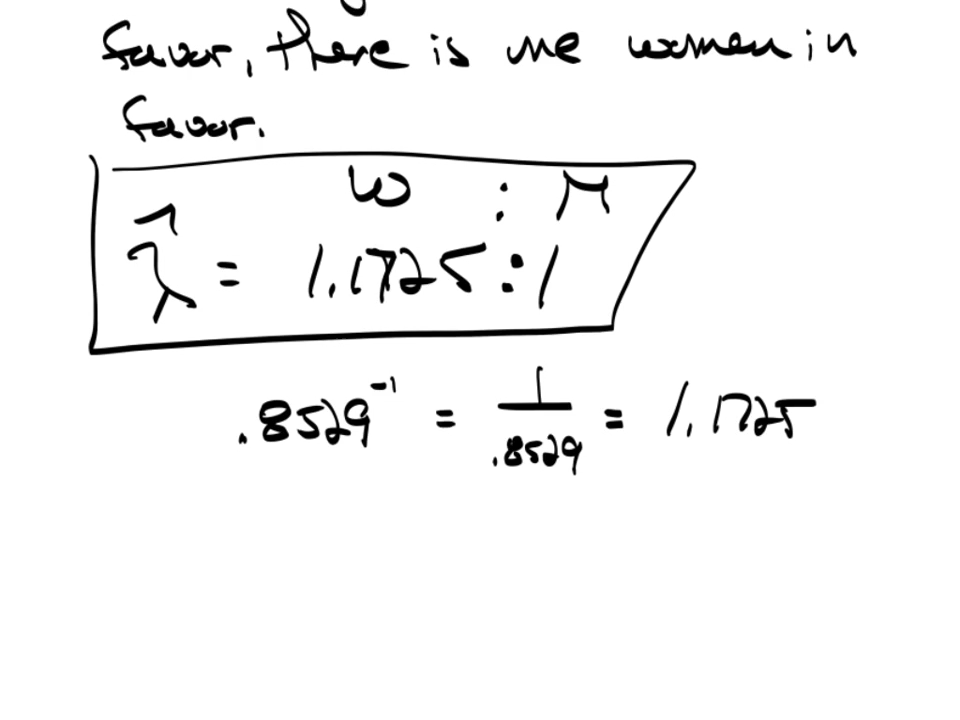 favor, there is one women in
favor.
W : M
λ̂ = 1.1725 : 1
.8529⁻¹ = 1/.8529 = 1.1725